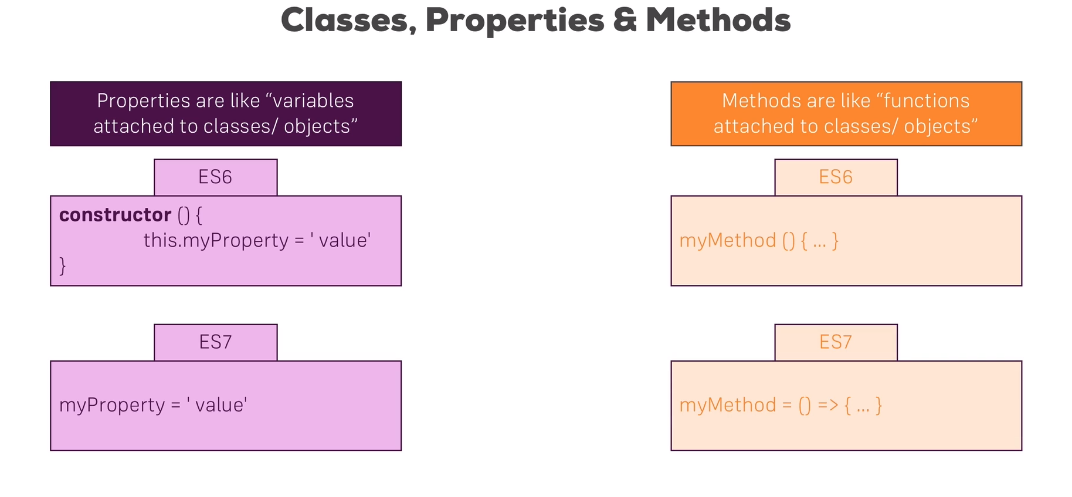 Classes, Properties & Methods
Properties are like “variables
attached to classes/ objects”
ES6
constructor () {
this.myProperty = ' value'
}
ES7
myProperty = ' value'
Methods are like “functions
attached to classes/ objects”
ES6
myMethod () { ... }
ES7
myMethod = () => { ... }